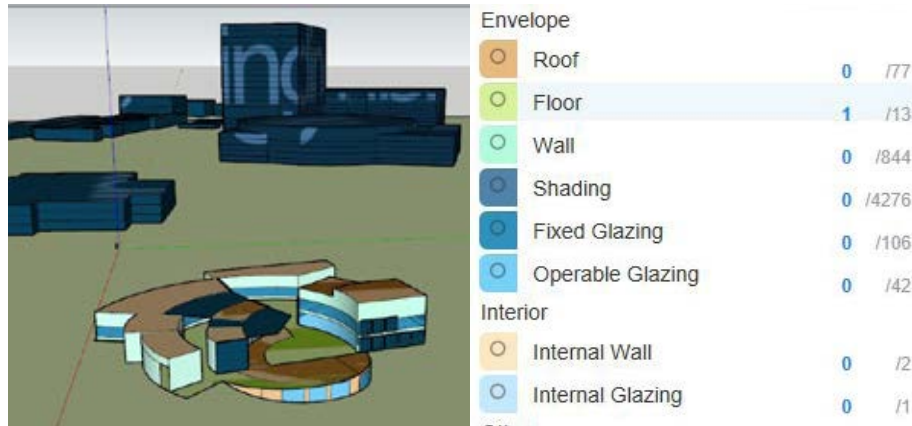 Envelope
Roof 0 /77
Floor 1 /13
Wall 0 /844
Shading 0 /4276
Fixed Glazing 0 /106
Operable Glazing 0 /42
Interior
Internal Wall 0 /2
Internal Glazing 0 /1